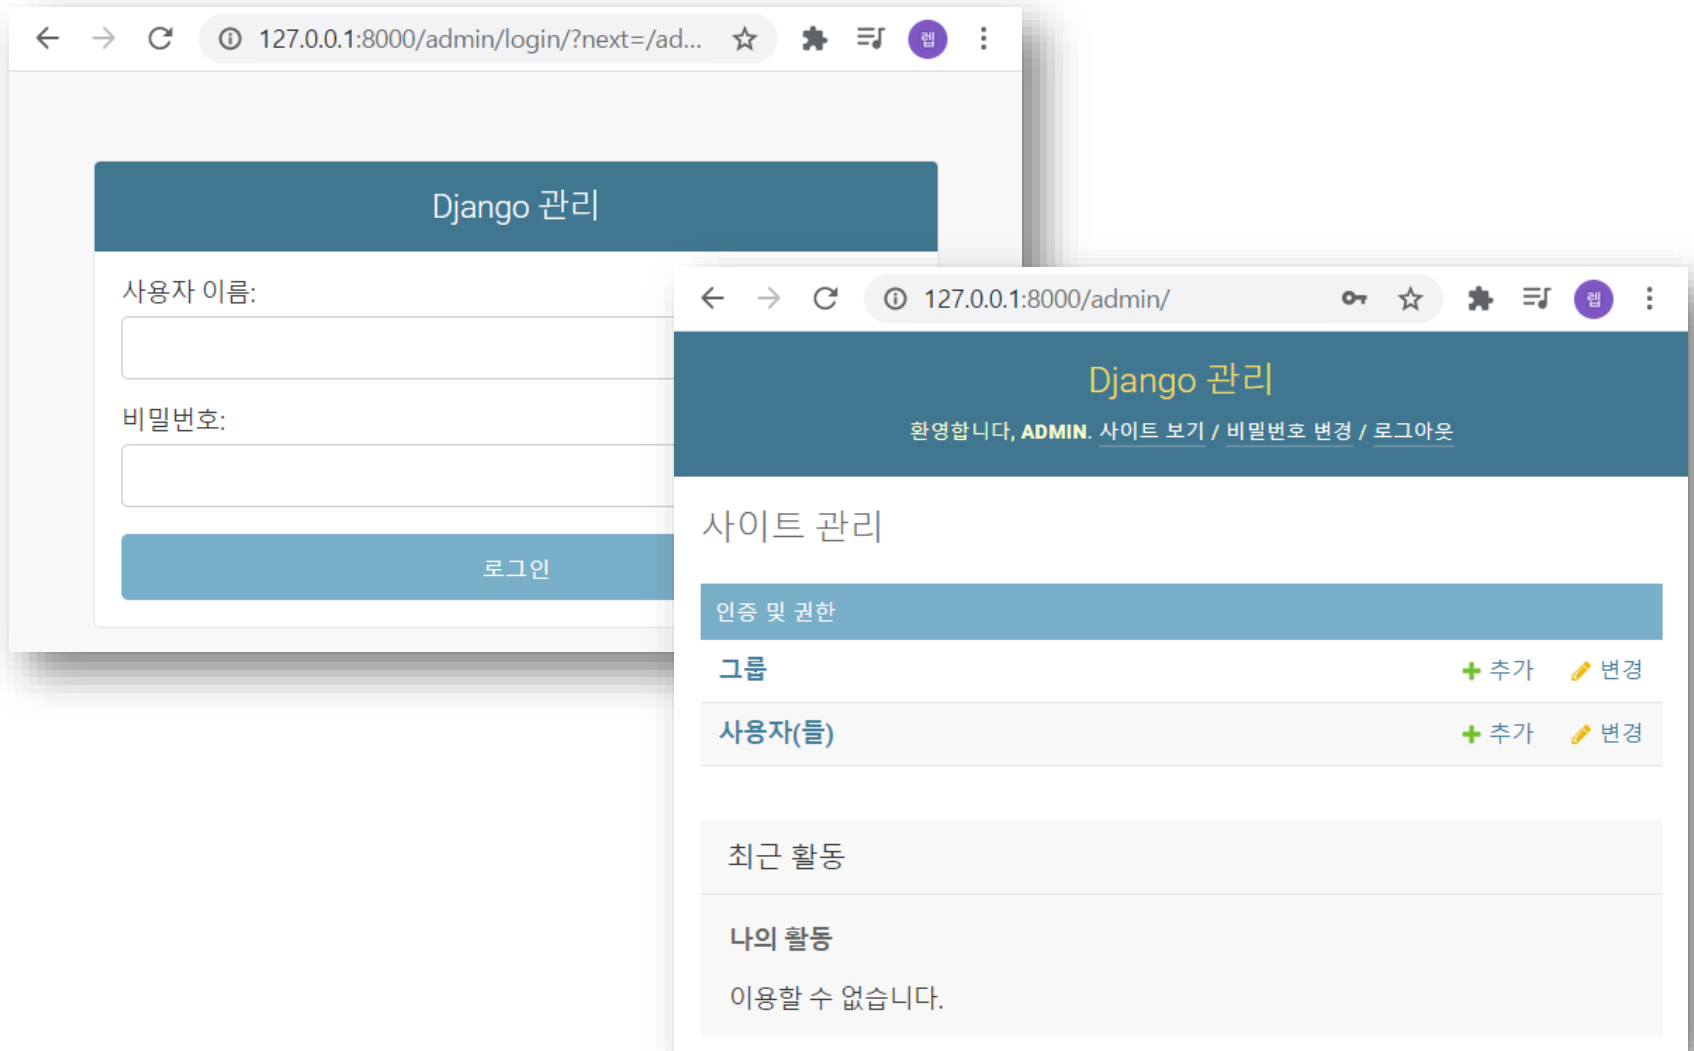 127.0.0.1:8000/admin/login/?next=/ad...
렙
Django 관리
사용자 이름:
비밀번호:
로그인
127.0.0.1:8000/admin/
렙
Django 관리
환영합니다, ADMIN. 사이트 보기 / 비밀번호 변경 / 로그아웃
사이트 관리
인증 및 권한
그룹 추가 변경
사용자(들) 추가 변경
최근 활동
나의 활동
이용할 수 없습니다.